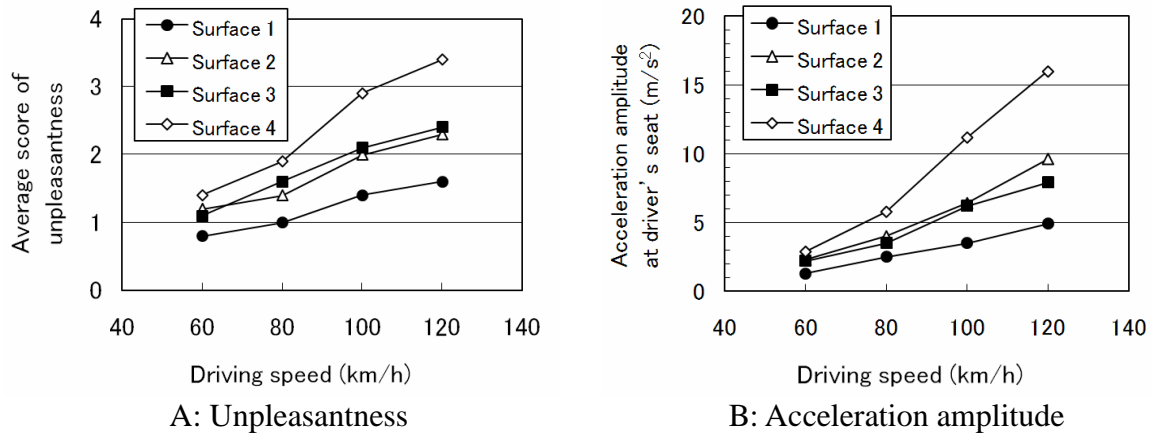 4
3
2
1
0
Average score of
unpleasantness
Surface 1
Surface 2
Surface 3
Surface 4
40 60 80 100 120 140
Driving speed (km/h)
A: Unpleasantness
20
15
10
5
0
Acceleration amplitude
at driver's seat (m/s²)
Surface 1
Surface 2
Surface 3
Surface 4
40 60 80 100 120 140
Driving speed (km/h)
B: Acceleration amplitude